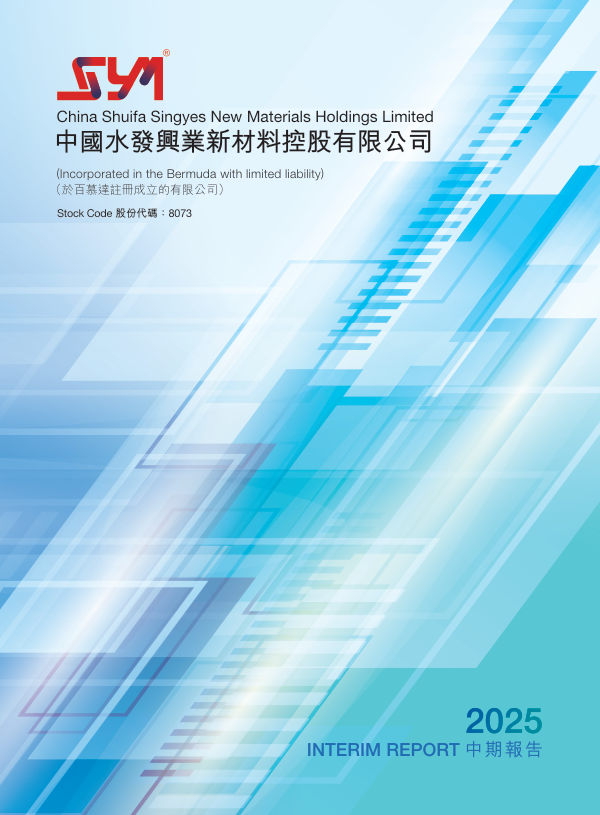 SYM®
China Shuifa Singyes New Materials Holdings Limited
中國水發興業新材料控股有限公司
(Incorporated in the Bermuda with limited liability)
（於百慕達註冊成立的有限公司）
Stock Code 股份代碼：8073
2025
INTERIM REPORT 中期報告